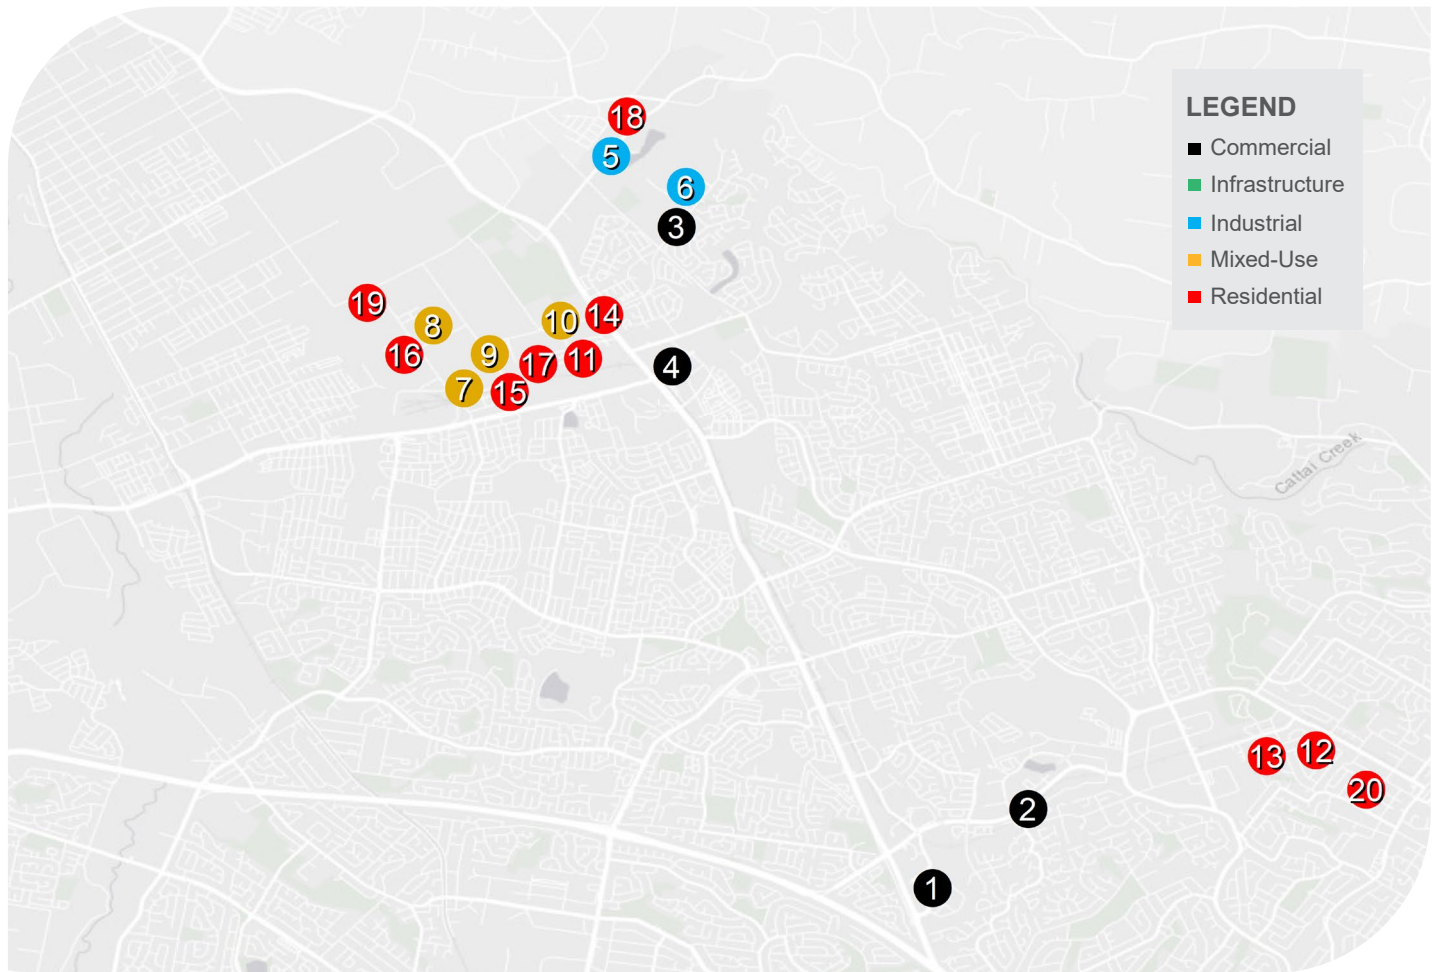 LEGEND
Commercial
Infrastructure
Industrial
Mixed-Use
Residential
18
5
6
3
19
8
10
14
16
9
17
11
4
7
15
Cattai Creek
13
12
20
2
1